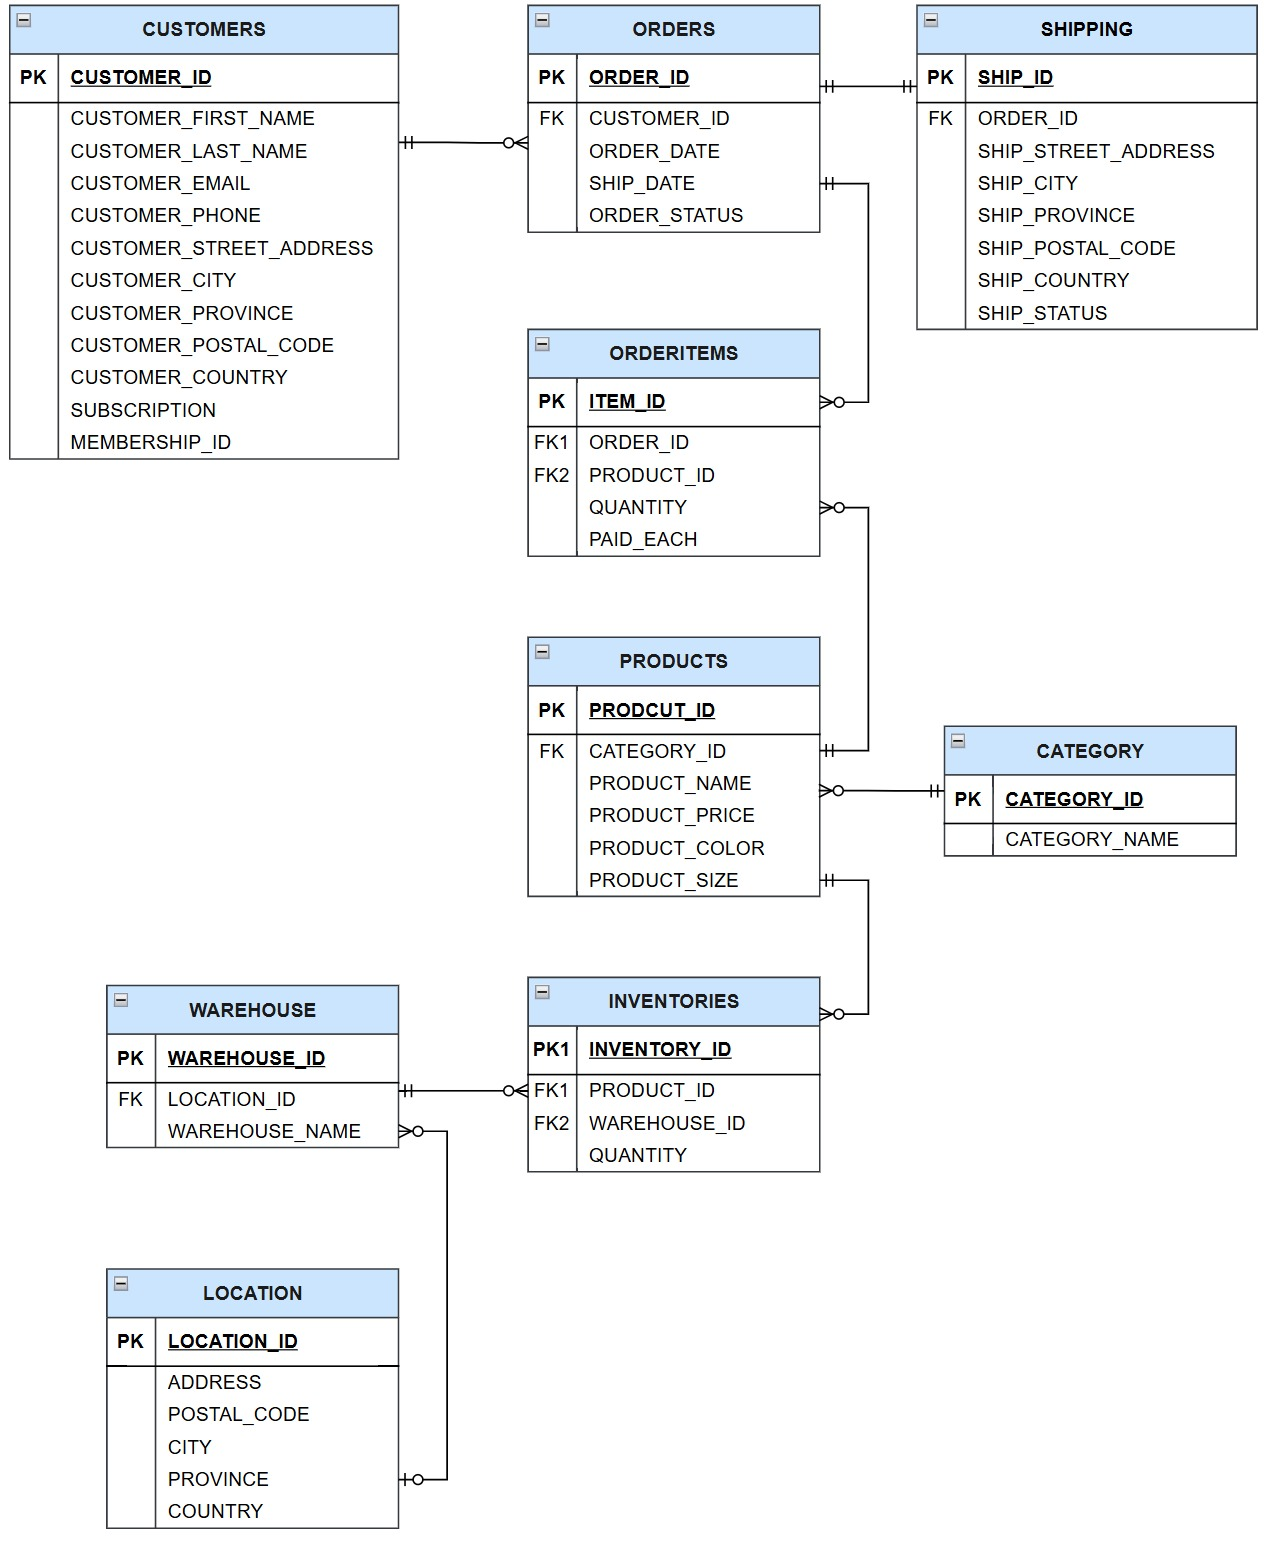 CUSTOMERS
PK CUSTOMER_ID
CUSTOMER_FIRST_NAME
CUSTOMER_LAST_NAME
CUSTOMER_EMAIL
CUSTOMER_PHONE
CUSTOMER_STREET_ADDRESS
CUSTOMER_CITY
CUSTOMER_PROVINCE
CUSTOMER_POSTAL_CODE
CUSTOMER_COUNTRY
SUBSCRIPTION
MEMBERSHIP_ID
ORDERS
PK ORDER_ID
FK CUSTOMER_ID
ORDER_DATE
SHIP_DATE
ORDER_STATUS
SHIPPING
PK SHIP_ID
FK ORDER_ID
SHIP_STREET_ADDRESS
SHIP_CITY
SHIP_PROVINCE
SHIP_POSTAL_CODE
SHIP_COUNTRY
SHIP_STATUS
ORDERITEMS
PK ITEM_ID
FK1 ORDER_ID
FK2 PRODUCT_ID
QUANTITY
PAID_EACH
PRODUCTS
PK PRODCUT_ID
FK CATEGORY_ID
PRODUCT_NAME
PRODUCT_PRICE
PRODUCT_COLOR
PRODUCT_SIZE
CATEGORY
PK CATEGORY_ID
CATEGORY_NAME
WAREHOUSE
PK WAREHOUSE_ID
FK LOCATION_ID
WAREHOUSE_NAME
INVENTORIES
PK1 INVENTORY_ID
FK1 PRODUCT_ID
FK2 WAREHOUSE_ID
QUANTITY
LOCATION
PK LOCATION_ID
ADDRESS
POSTAL_CODE
CITY
PROVINCE
COUNTRY